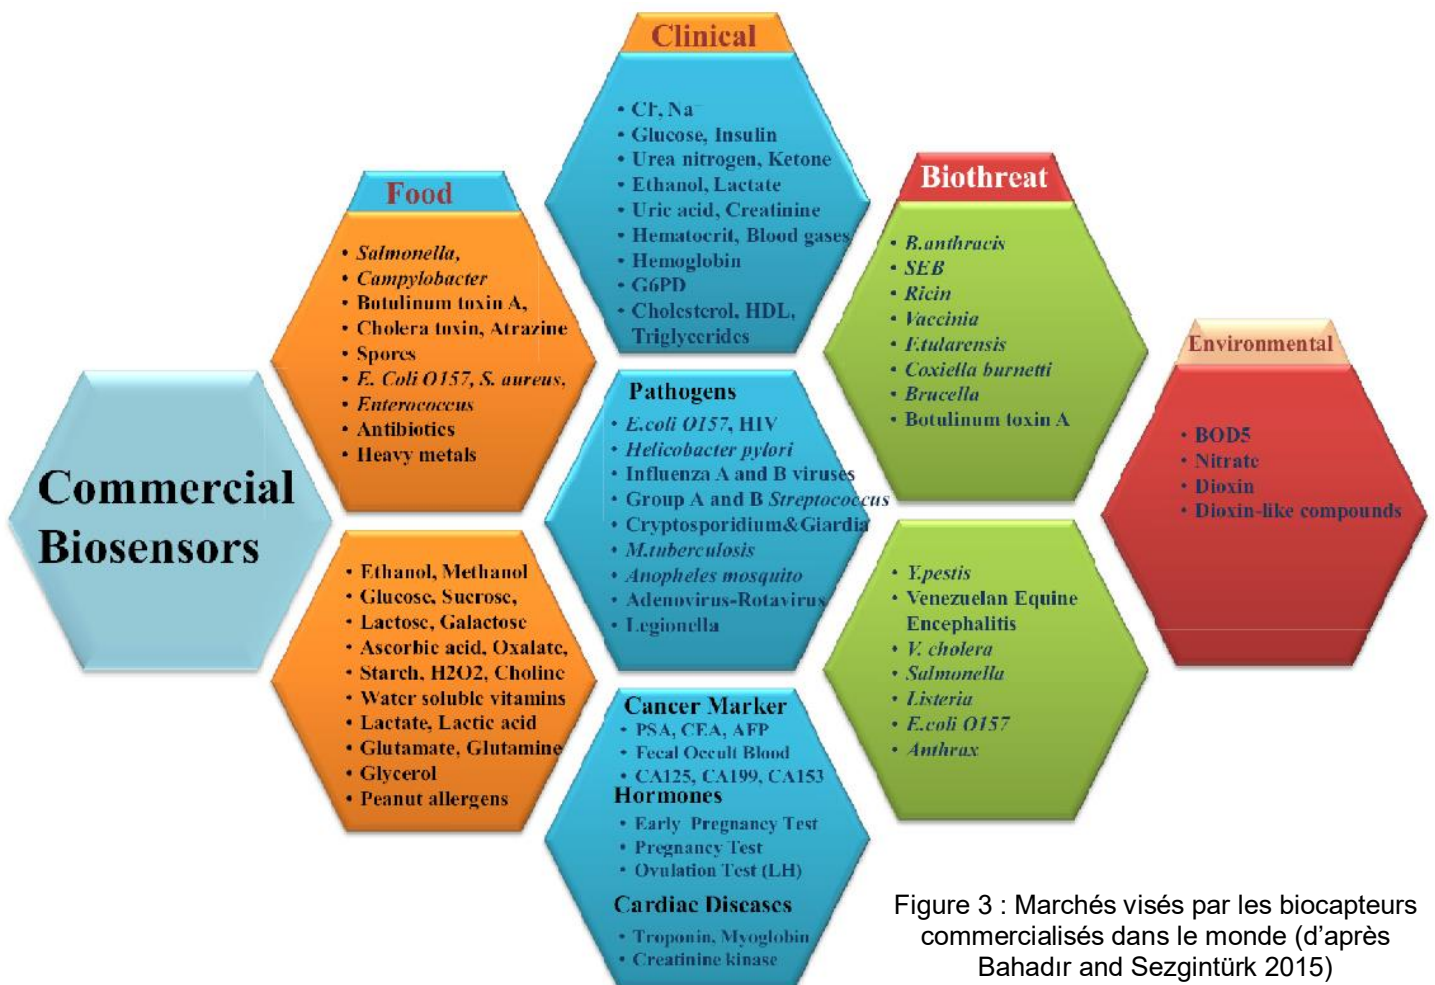 Commercial
Biosensors
Food
• Salmonella,
• Campylobacter
• Botulinum toxin A,
• Cholera toxin, Atrazine
• Spores
• E. Coli O157, S. aureus,
• Enterococcus
• Antibiotics
• Heavy metals
• Ethanol, Methanol
• Glucose, Sucrose,
• Lactose, Galactose
• Ascorbic acid, Oxalate,
• Starch, H2O2, Choline
• Water soluble vitamins
• Lactate, Lactic acid
• Glutamate, Glutamine
• Glycerol
• Peanut allergens
Clinical
• Cl-, Na-
• Glucose, Insulin
• Urea nitrogen, Ketone
• Ethanol, Lactate
• Uric acid, Creatinine
• Hematocrit, Blood gases
• Hemoglobin
• G6PD
• Cholesterol, HDL,
Triglycerides
Pathogens
• E.coli O157, HIV
• Helicobacter pylori
• Influenza A and B viruses
• Group A and B Streptococcus
• Cryptosporidium&Giardia
• M.tuberculosis
• Anopheles mosquito
• Adenovirus-Rotavirus
• Legionella
Cancer Marker
• PSA, CEA, AFP
• Fecal Occult Blood
• CA125, CA199, CA153
Hormones
• Early Pregnancy Test
• Pregnancy Test
• Ovulation Test (LH)
Cardiac Diseases
• Troponin, Myoglobin
• Creatinine kinase
Biothreat
• B.anthracis
• SEB
• Ricin
• Vaccinia
• F.tularensis
• Coxiella burnetti
• Brucella
• Botulinum toxin A
• Y.pestis
• Venezuelan Equine
Encephalitis
• V. cholera
• Salmonella
• Listeria
• E.coli O157
• Anthrax
Environmental
• BOD5
• Nitrate
• Dioxin
• Dioxin-like compounds
Figure 3 : Marchés visés par les biocapteurs
commercialisés dans le monde (d'après
Bahadır and Sezgintürk 2015)